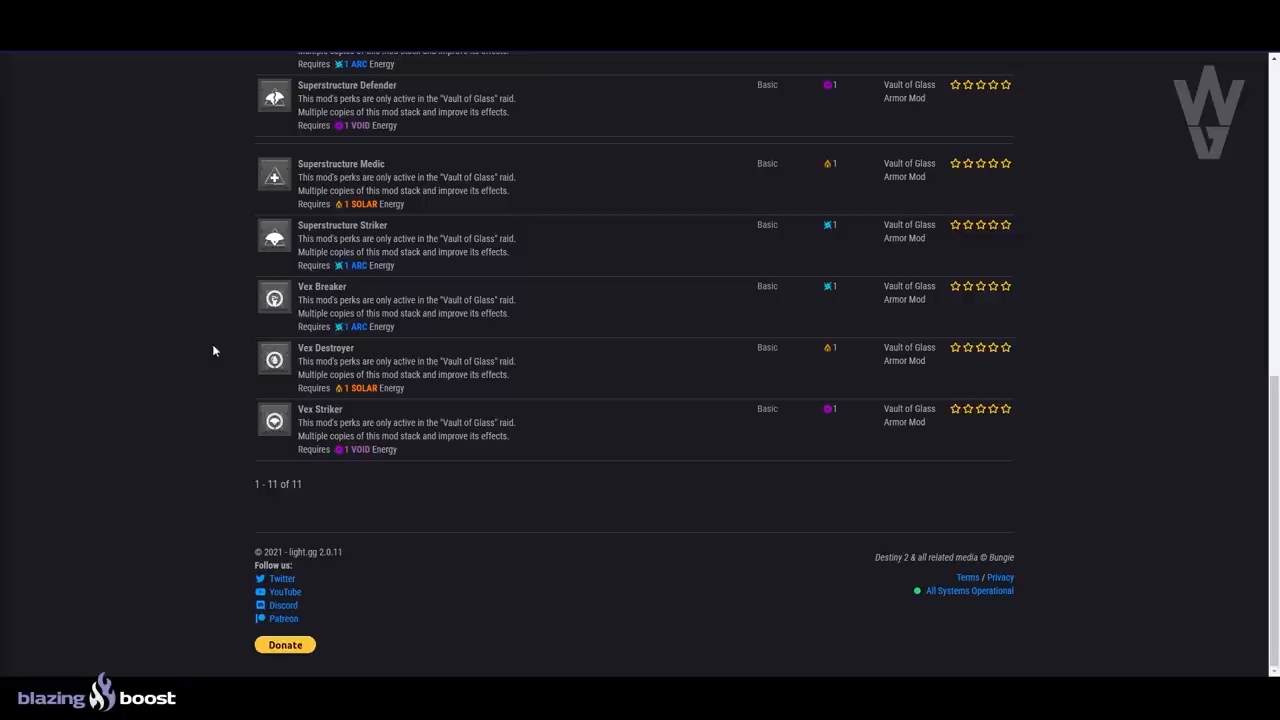 Multiple copies of this mod stack and improve its effects.
Requires 1 ARC Energy
Superstructure Defender Basic 1 Vault of Glass
This mod's perks are only active in the "Vault of Glass" raid. Armor Mod
Multiple copies of this mod stack and improve its effects.
Requires 1 VOID Energy
Superstructure Medic Basic 1 Vault of Glass
This mod's perks are only active in the "Vault of Glass" raid. Armor Mod
Multiple copies of this mod stack and improve its effects.
Requires 1 SOLAR Energy
Superstructure Striker Basic 1 Vault of Glass
This mod's perks are only active in the "Vault of Glass" raid. Armor Mod
Multiple copies of this mod stack and improve its effects.
Requires 1 ARC Energy
Vex Breaker Basic 1 Vault of Glass
This mod's perks are only active in the "Vault of Glass" raid. Armor Mod
Multiple copies of this mod stack and improve its effects.
Requires 1 ARC Energy
Vex Destroyer Basic 1 Vault of Glass
This mod's perks are only active in the "Vault of Glass" raid. Armor Mod
Multiple copies of this mod stack and improve its effects.
Requires 1 SOLAR Energy
Vex Striker Basic 1 Vault of Glass
This mod's perks are only active in the "Vault of Glass" raid. Armor Mod
Multiple copies of this mod stack and improve its effects.
Requires 1 VOID Energy
1 - 11 of 11
© 2021 - light.gg 2.0.11
Follow us:
Twitter
YouTube
Discord
Patreon
Donate
Destiny 2 & all related media © Bungie
Terms / Privacy
All Systems Operational
WG
blazing boost